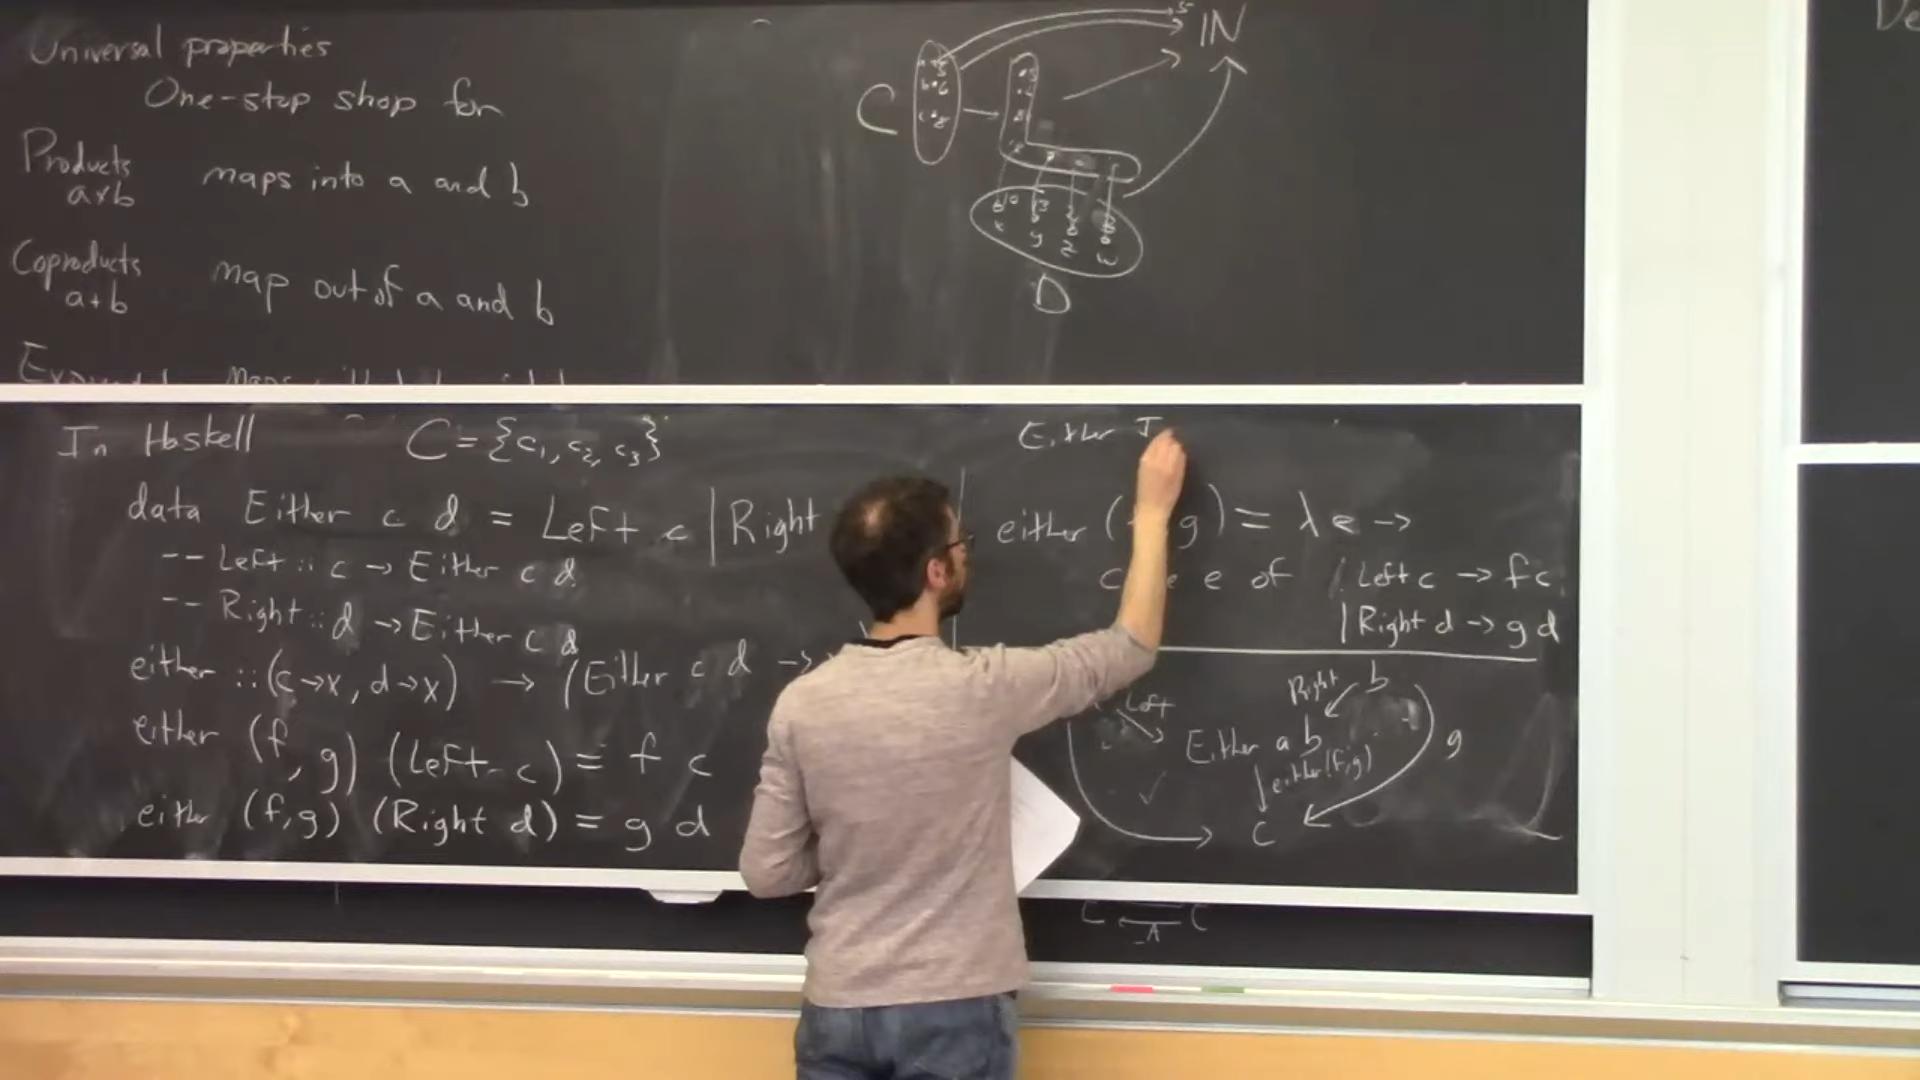 Universal properties
One-stop shop for
Products
a×b
maps into a and b
Coproducts
a+b
map out of a and b
C
IN
D
x y z w
In Haskell
C = {c₁, c₂, c₃}
data Either c d = Left c | Right
-- Left :: c → Either c d
-- Right :: d → Either c d
either :: (c→x, d→x) → (Either c d →
either (f, g) (Left c) = f c
either (f,g) (Right d) = g d
Either I
either ( g) = λ e →
e of Left c → f c
| Right d → g d
Left
Right b
Either a b
either(f,g)
g
c